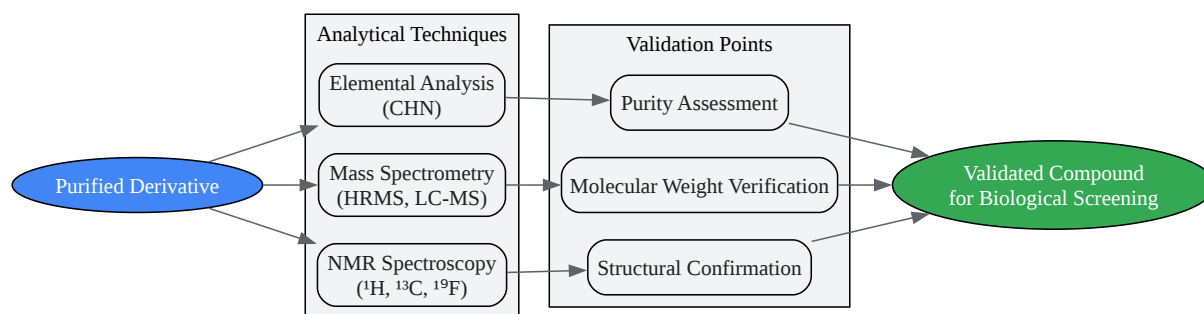 Analytical Techniques
Validation Points
Elemental Analysis
(CHN)
Purity Assessment
Purified Derivative
Mass Spectrometry
(HRMS, LC-MS)
Molecular Weight Verification
Validated Compound
for Biological Screening
NMR Spectroscopy
(¹H, ¹³C, ¹⁹F)
Structural Confirmation